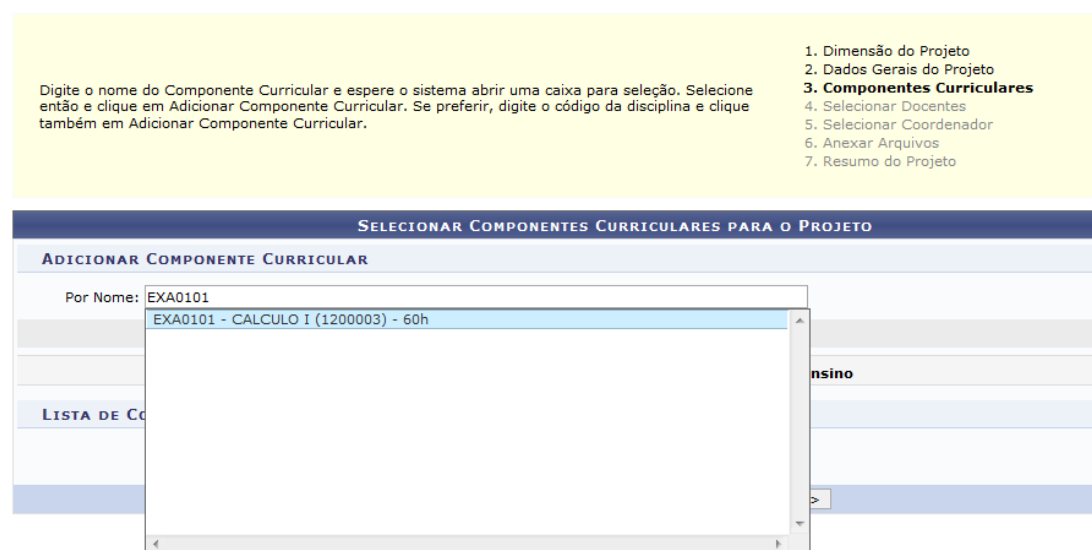 Digite o nome do Componente Curricular e espere o sistema abrir uma caixa para seleção. Selecione
então e clique em Adicionar Componente Curricular. Se preferir, digite o código da disciplina e clique
também em Adicionar Componente Curricular.
1. Dimensão do Projeto
2. Dados Gerais do Projeto
3. Componentes Curriculares
4. Selecionar Docentes
5. Selecionar Coordenador
6. Anexar Arquivos
7. Resumo do Projeto
Selecionar Componentes Curriculares para o Projeto
Adicionar Componente Curricular
Por Nome: EXA0101
EXA0101 - CALCULO I (1200003) - 60h
nsino
Lista de Co
>